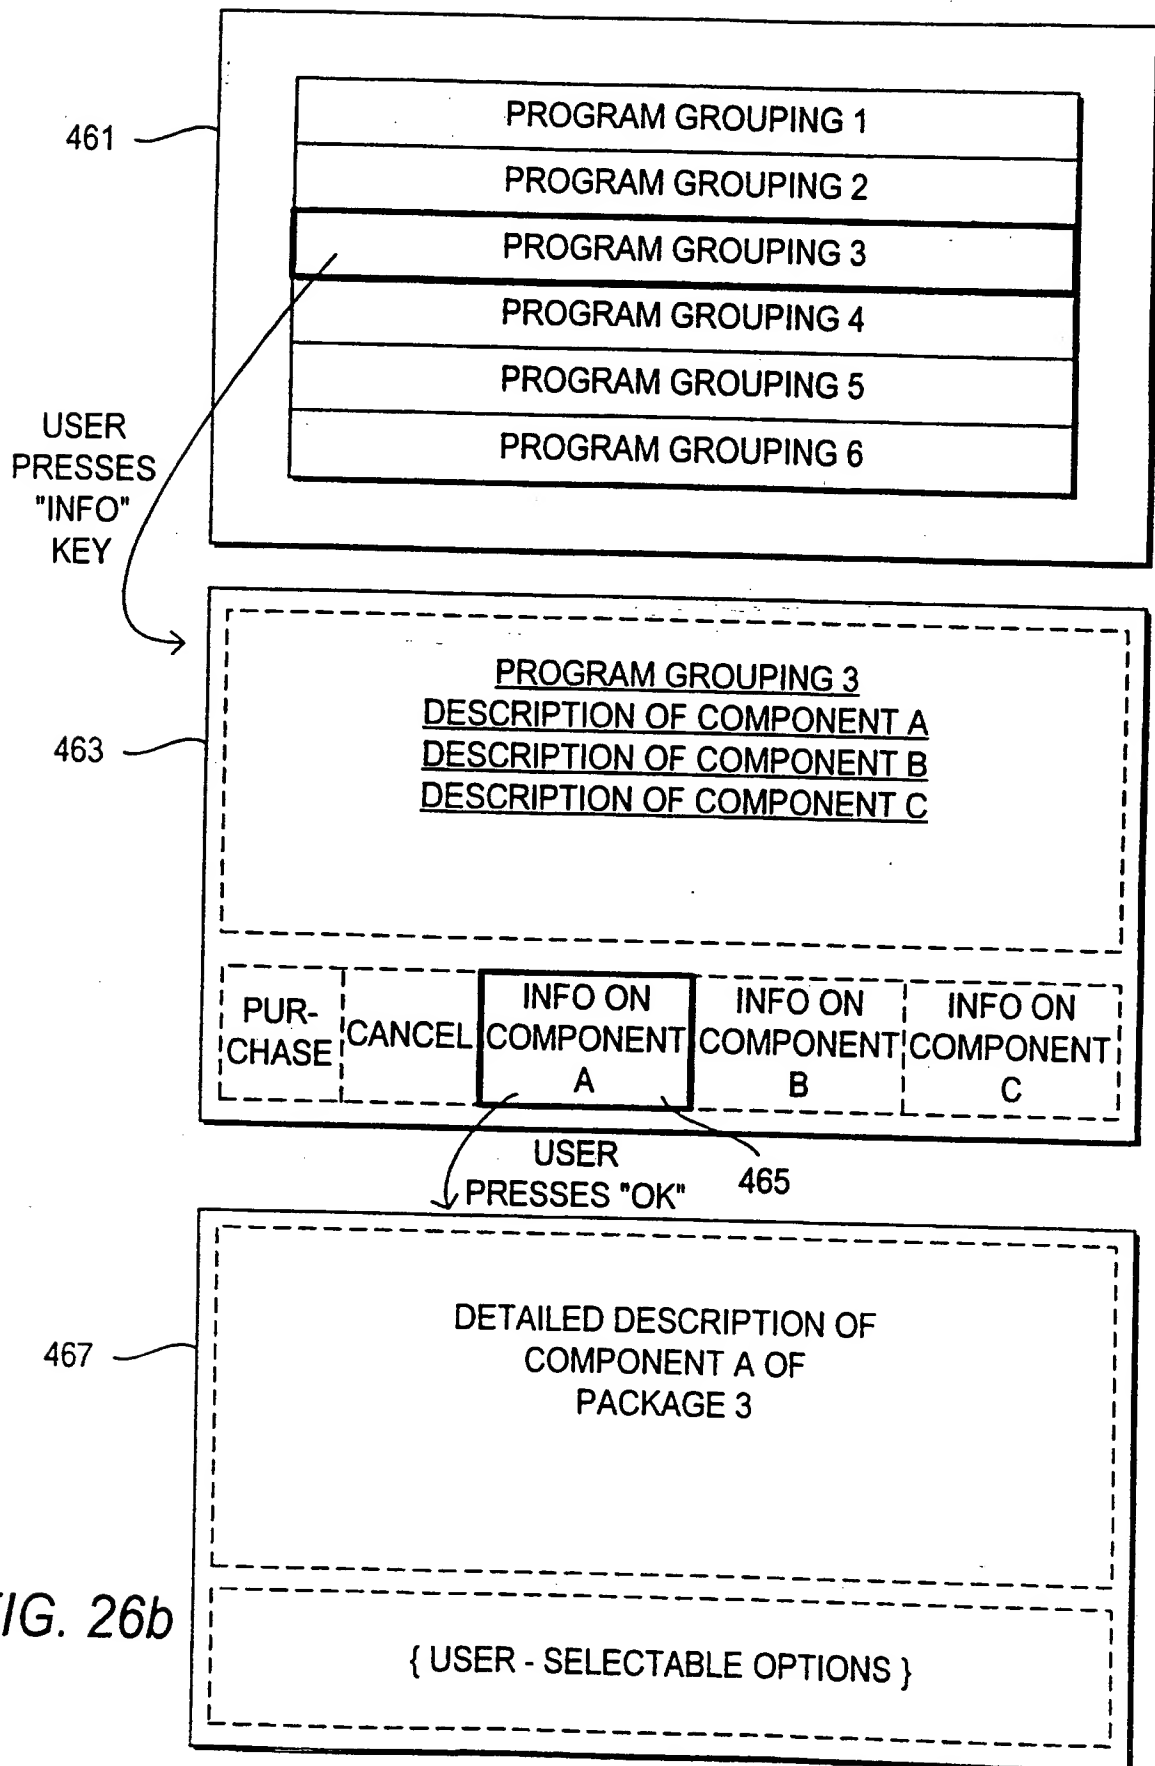 PROGRAM GROUPING 1
461
PROGRAM GROUPING 2
PROGRAM GROUPING 3
PROGRAM GROUPING 4
PROGRAM GROUPING 5
PROGRAM GROUPING 6
USER
PRESSES
"INFO"
KEY
PROGRAM GROUPING 3
DESCRIPTION OF COMPONENT A
DESCRIPTION OF COMPONENT B
DESCRIPTION OF COMPONENT C
463
PUR-
CHASE
CANCEL
INFO ON
COMPONENT
A
INFO ON
COMPONENT
B
INFO ON
COMPONENT
C
USER
PRESSES "OK"
465
DETAILED DESCRIPTION OF
COMPONENT A OF
PACKAGE 3
467
IG. 26b
{ USER - SELECTABLE OPTIONS }